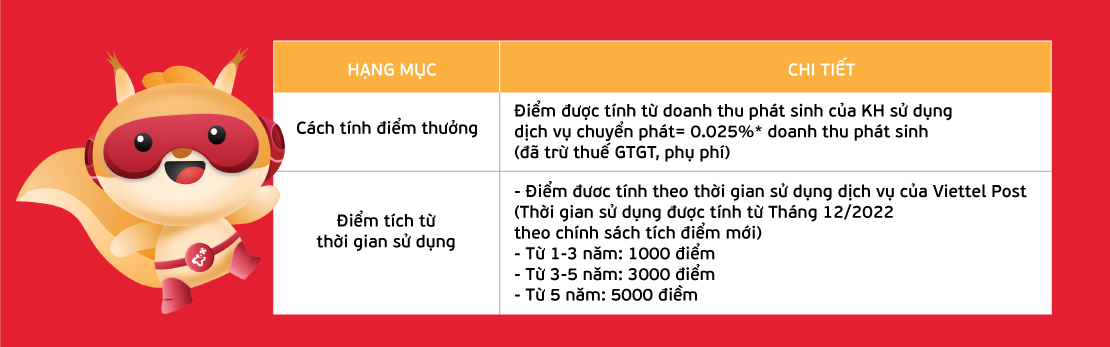 HẠNG MỤC
CHI TIẾT
Cách tính điểm thưởng
Điểm được tính từ doanh thu phát sinh của KH sử dụng
dịch vụ chuyển phát= 0.025%* doanh thu phát sinh
(đã trừ thuế GTGT, phụ phí)
Điểm tích từ
thời gian sử dụng
- Điểm đươc tính theo thời gian sử dụng dịch vụ của Viettel Post
(Thời gian sử dụng được tính từ Tháng 12/2022
theo chính sách tích điểm mới)
- Từ 1-3 năm: 1000 điểm
- Từ 3-5 năm: 3000 điểm
- Từ 5 năm: 5000 điểm